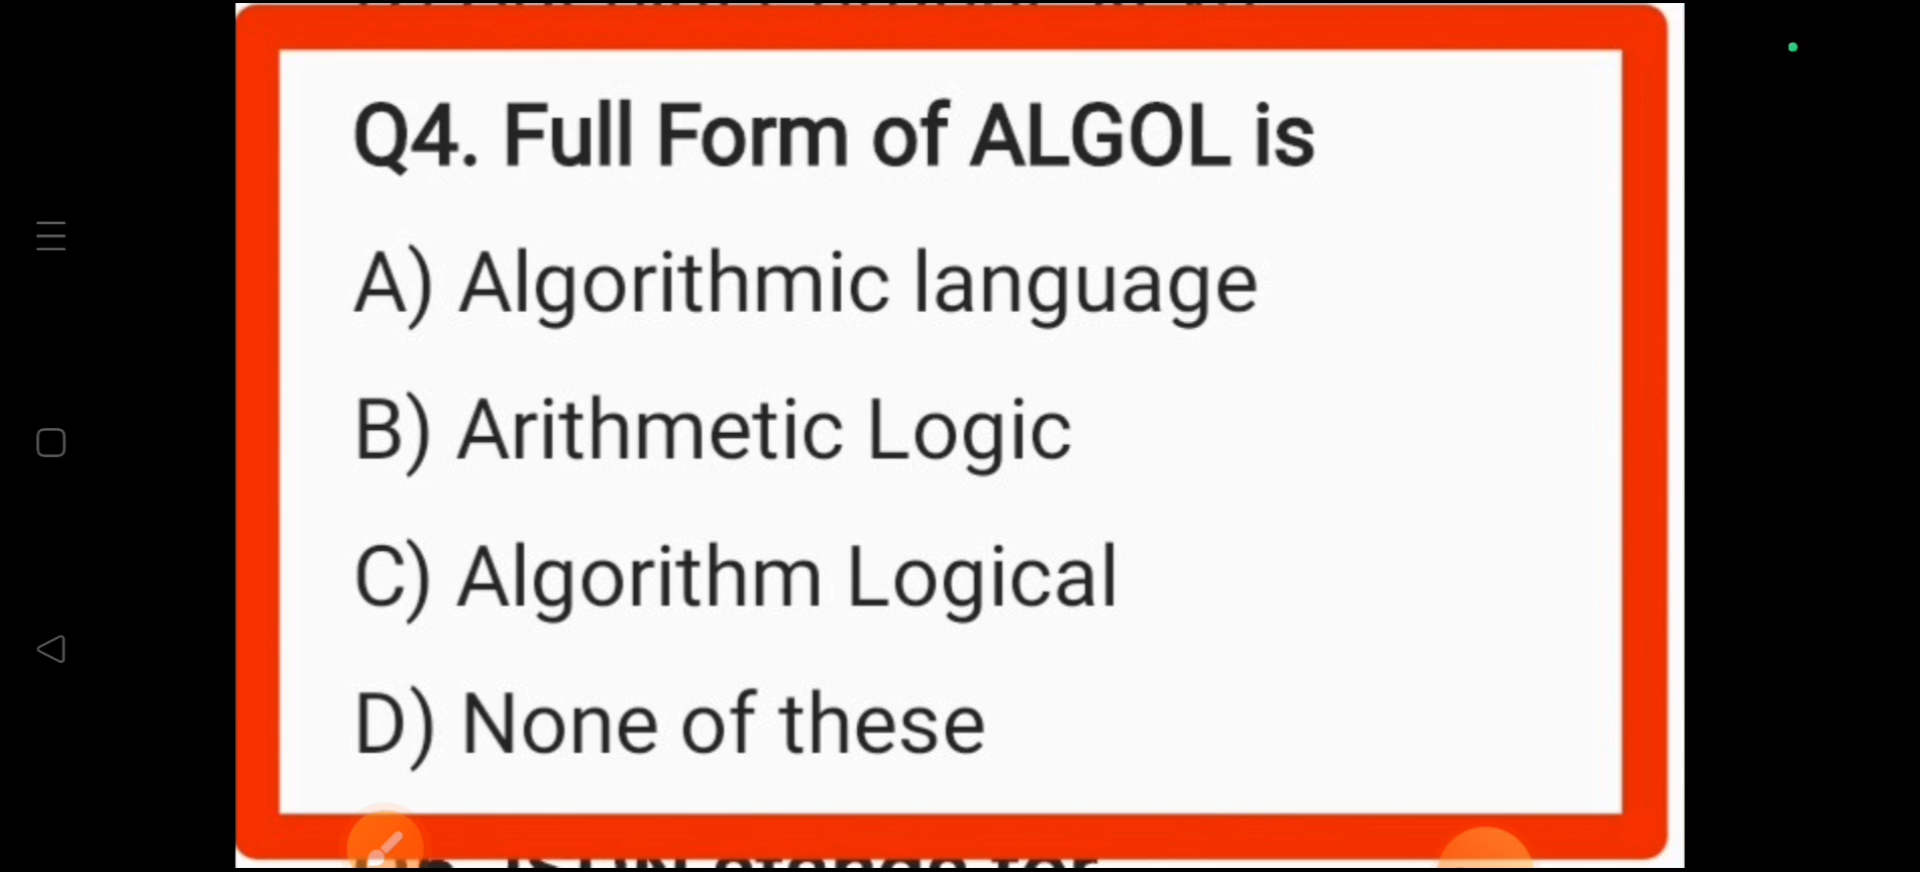 Q4. Full Form of ALGOL is
A) Algorithmic language
B) Arithmetic Logic
C) Algorithm Logical
D) None of these